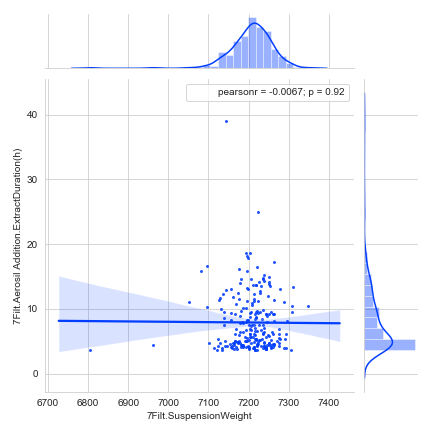 pearsonr = -0.0067; p = 0.92
40
30
20
10
0
7Filt.Aerosil Addition.ExtractDuration(h)
6700 6800 6900 7000 7100 7200 7300 7400
7Filt.SuspensionWeight